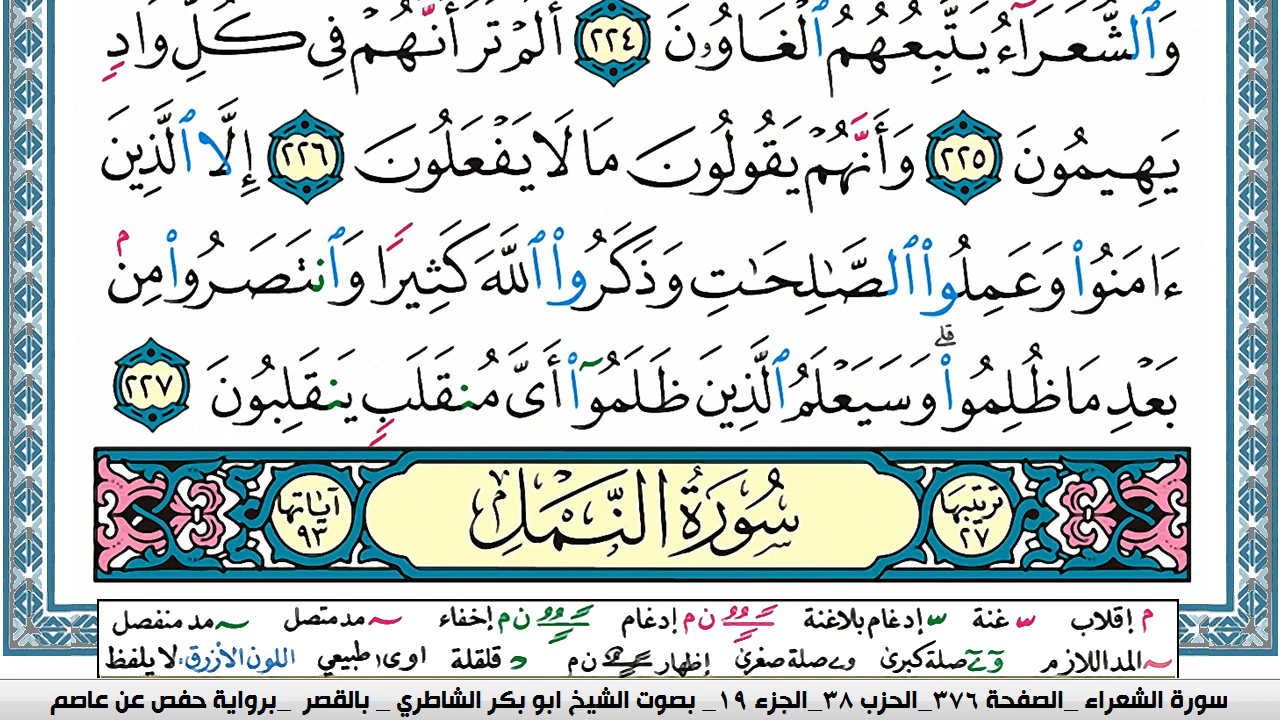 وَٱلشُّعَرَآءُ يَتَّبِعُهُمُ ٱلْغَاوُۥنَ ٢٢٤ أَلَمْ تَرَ أَنَّهُمْ فِى كُلِّ وَادٍ
يَهِيمُونَ ٢٢٥ وَأَنَّهُمْ يَقُولُونَ مَا لَا يَفْعَلُونَ ٢٢٦ إِلَّا ٱلَّذِينَ
ءَامَنُوا۟ وَعَمِلُوا۟ ٱلصَّـٰلِحَـٰتِ وَذَكَرُوا۟ ٱللَّهَ كَثِيرًا وَٱنتَصَرُوا۟ مِنۢ
بَعْدِ مَا ظُلِمُوا۟ ۗ وَسَيَعْلَمُ ٱلَّذِينَ ظَلَمُوٓا۟ أَىَّ مُنقَلَبٍ يَنقَلِبُونَ ٢٢٧
ترتيبها ٢٧ سُورَةُ النَّمْلِ آياتها ٩٣
م إقلاب س غنة س إدغام بلاغنة ن م إدغام ن م إخفاء ~ مد متصل ~ مد منفصل
~ المد اللازم و ے صلة كبرى و ے صلة صغرى إظهار ن م د قلقلة اوى طبيعي اللون الأزرق: لا يلفظ
سورة الشعراء _الصفحة ٣٧٦_الحزب ٣٨_الجزء ١٩_ بصوت الشيخ ابو بكر الشاطري _ بالقصر _برواية حفص عن عاصم